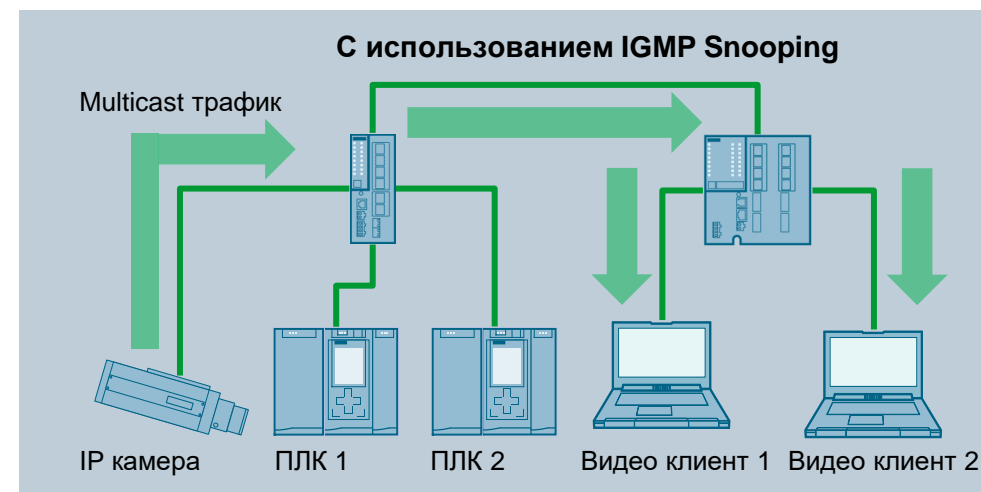 С использованием IGMP Snooping
Multicast трафик
IP камера
ПЛК 1
ПЛК 2
Видео клиент 1
Видео клиент 2